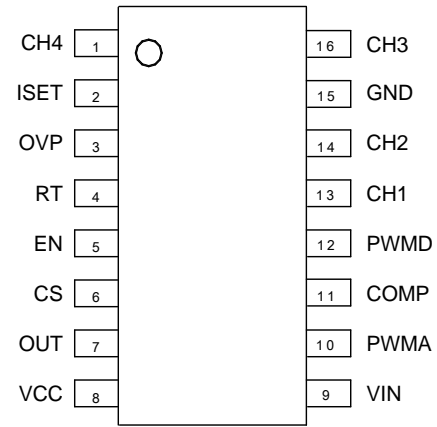 CH4 1 16 CH3
ISET 2 15 GND
OVP 3 14 CH2
RT 4 13 CH1
EN 5 12 PWMD
CS 6 11 COMP
OUT 7 10 PWMA
VCC 8 9 VIN